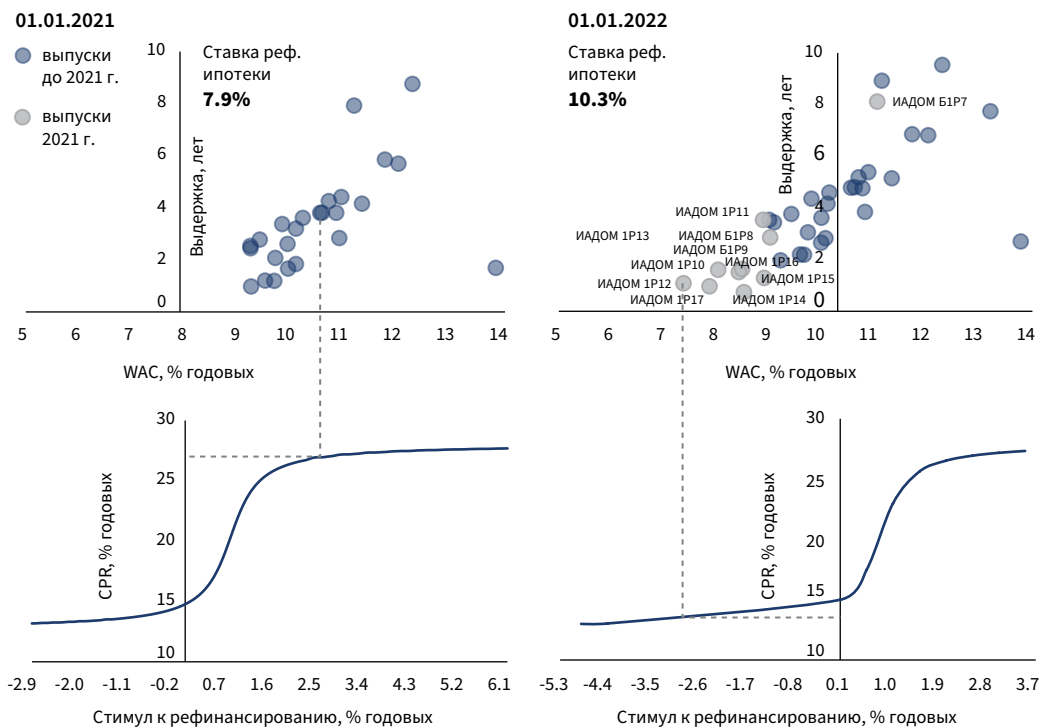 01.01.2021
выпуски
до 2021 г.
выпуски
2021 г.
Ставка реф.
ипотеки
7.9%
Выдержка, лет
10
8
6
4
2
0
5 6 7 8 9 10 11 12 13 14
WAC, % годовых
30
25
20
15
10
CPR, % годовых
-2.9 -2.0 -1.1 -0.2 0.7 1.6 2.5 3.4 4.3 5.2 6.1
Стимул к рефинансированию, % годовых
01.01.2022
Ставка реф.
ипотеки
10.3%
Выдержка, лет
10
8
6
4
2
0
ИАДОМ Б1Р7
ИАДОМ 1Р11
ИАДОМ 1Р13
ИАДОМ Б1Р8
ИАДОМ Б1Р9
ИАДОМ 1Р10
ИАДОМ 1Р16
ИАДОМ 1Р12
ИАДОМ 1Р15
ИАДОМ 1Р17
ИАДОМ 1Р14
5 6 7 8 9 10 11 12 13 14
WAC, % годовых
30
25
20
15
10
CPR, % годовых
-5.3 -4.4 -3.5 -2.6 -1.7 -0.8 0.1 1.0 1.9 2.8 3.7
Стимул к рефинансированию, % годовых